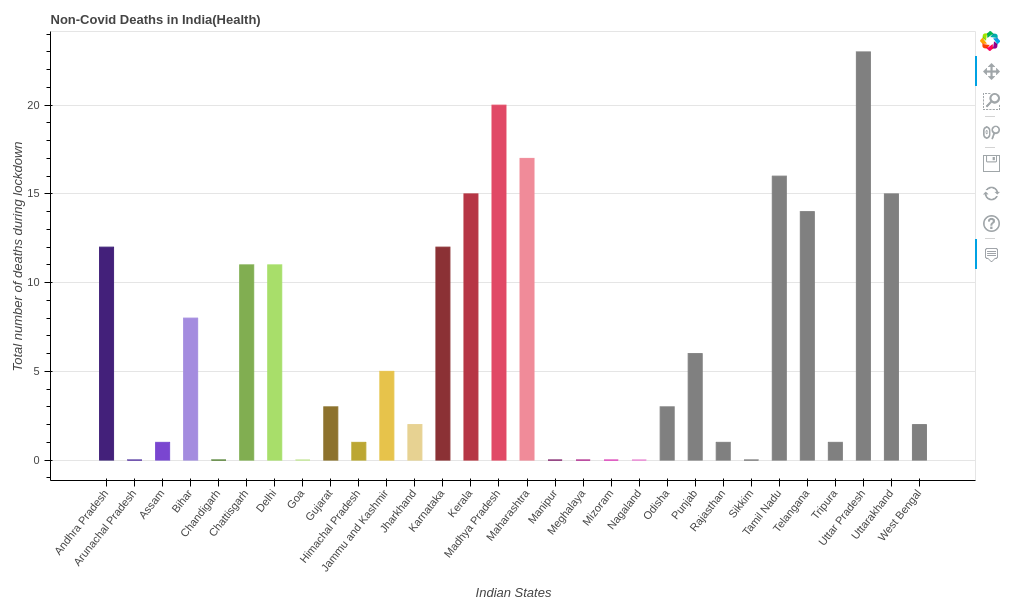 Non-Covid Deaths in India(Health)
Total number of deaths during lockdown
20
15
10
5
0
Andhra Pradesh
Arunachal Pradesh
Assam
Bihar
Chandigarh
Chattisgarh
Delhi
Goa
Gujarat
Himachal Pradesh
Jammu and Kashmir
Jharkhand
Karnataka
Kerala
Madhya Pradesh
Maharashtra
Manipur
Meghalaya
Mizoram
Nagaland
Odisha
Punjab
Rajasthan
Sikkim
Tamil Nadu
Telangana
Tripura
Uttar Pradesh
Uttarakhand
West Bengal
Indian States